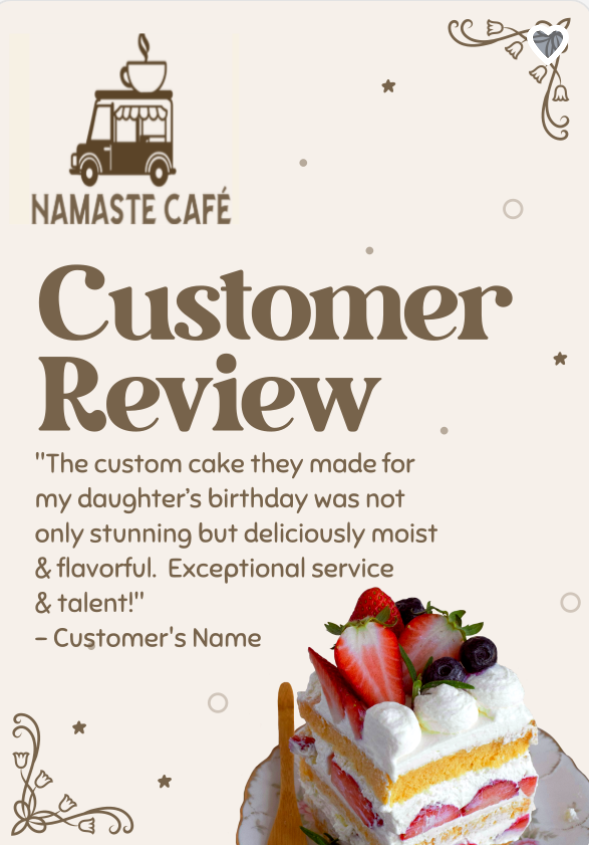 NAMASTE CAFÉ
Customer
Review
"The custom cake they made for
my daughter's birthday was not
only stunning but deliciously moist
& flavorful.  Exceptional service
& talent!"
– Customer's Name